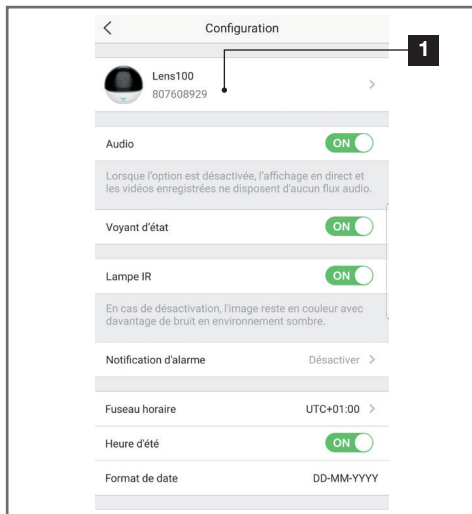 Configuration
1
Lens100
807608929
Audio
ON
Lorsque l'option est désactivée, l'affichage en direct et
les vidéos enregistrées ne disposent d'aucun flux audio.
Voyant d'état
ON
Lampe IR
ON
En cas de désactivation, l'image reste en couleur avec
davantage de bruit en environnement sombre.
Notification d'alarme
Désactiver
Fuseau horaire
UTC+01:00
Heure d'été
ON
Format de date
DD-MM-YYYY